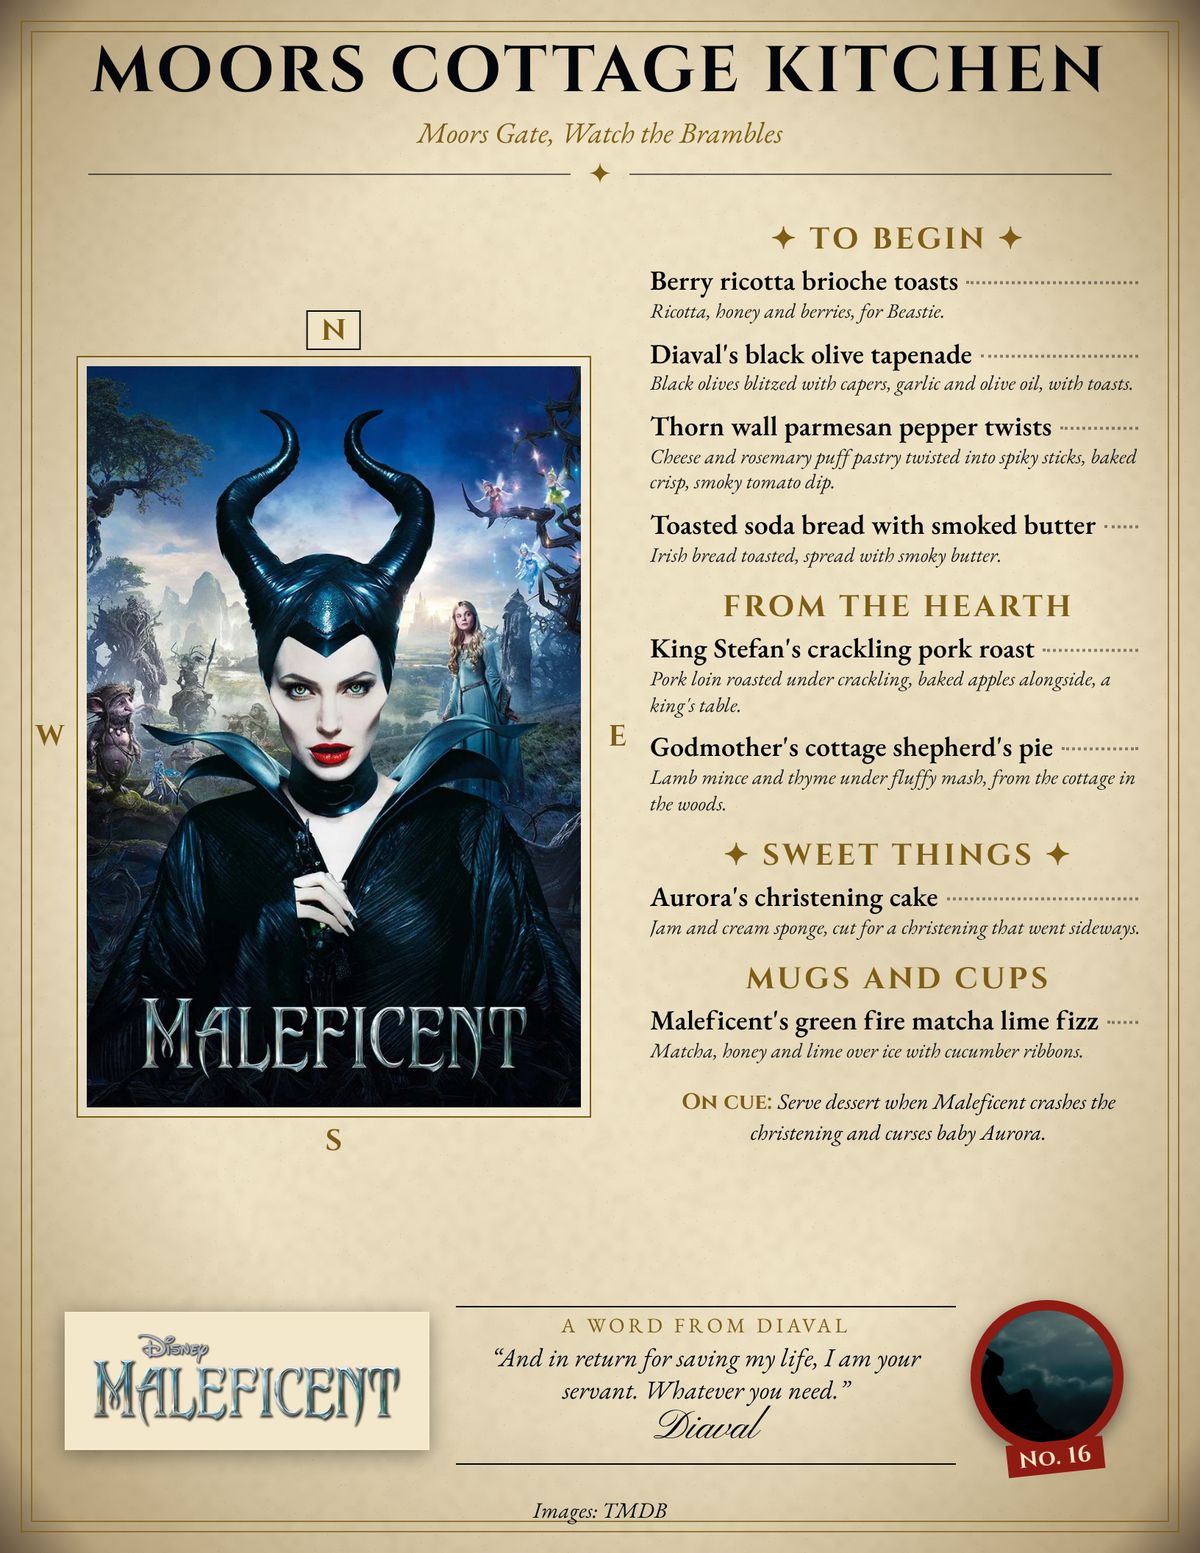 MOORS COTTAGE KITCHEN
Moors Gate, Watch the Brambles
N
W
E
S
MALEFICENT
TO BEGIN
Berry ricotta brioche toasts
Ricotta, honey and berries, for Beastie.
Diaval's black olive tapenade
Black olives blitzed with capers, garlic and olive oil, with toasts.
Thorn wall parmesan pepper twists
Cheese and rosemary puff pastry twisted into spiky sticks, baked
crisp, smoky tomato dip.
Toasted soda bread with smoked butter
Irish bread toasted, spread with smoky butter.
FROM THE HEARTH
King Stefan's crackling pork roast
Pork loin roasted under crackling, baked apples alongside, a
king's table.
Godmother's cottage shepherd's pie
Lamb mince and thyme under fluffy mash, from the cottage in
the woods.
SWEET THINGS
Aurora's christening cake
Jam and cream sponge, cut for a christening that went sideways.
MUGS AND CUPS
Maleficent's green fire matcha lime fizz
Matcha, honey and lime over ice with cucumber ribbons.
On cue: Serve dessert when Maleficent crashes the
christening and curses baby Aurora.
Disney
MALEFICENT
A WORD FROM DIAVAL
“And in return for saving my life, I am your
servant. Whatever you need.”
Diaval
No. 16
Images: TMDB